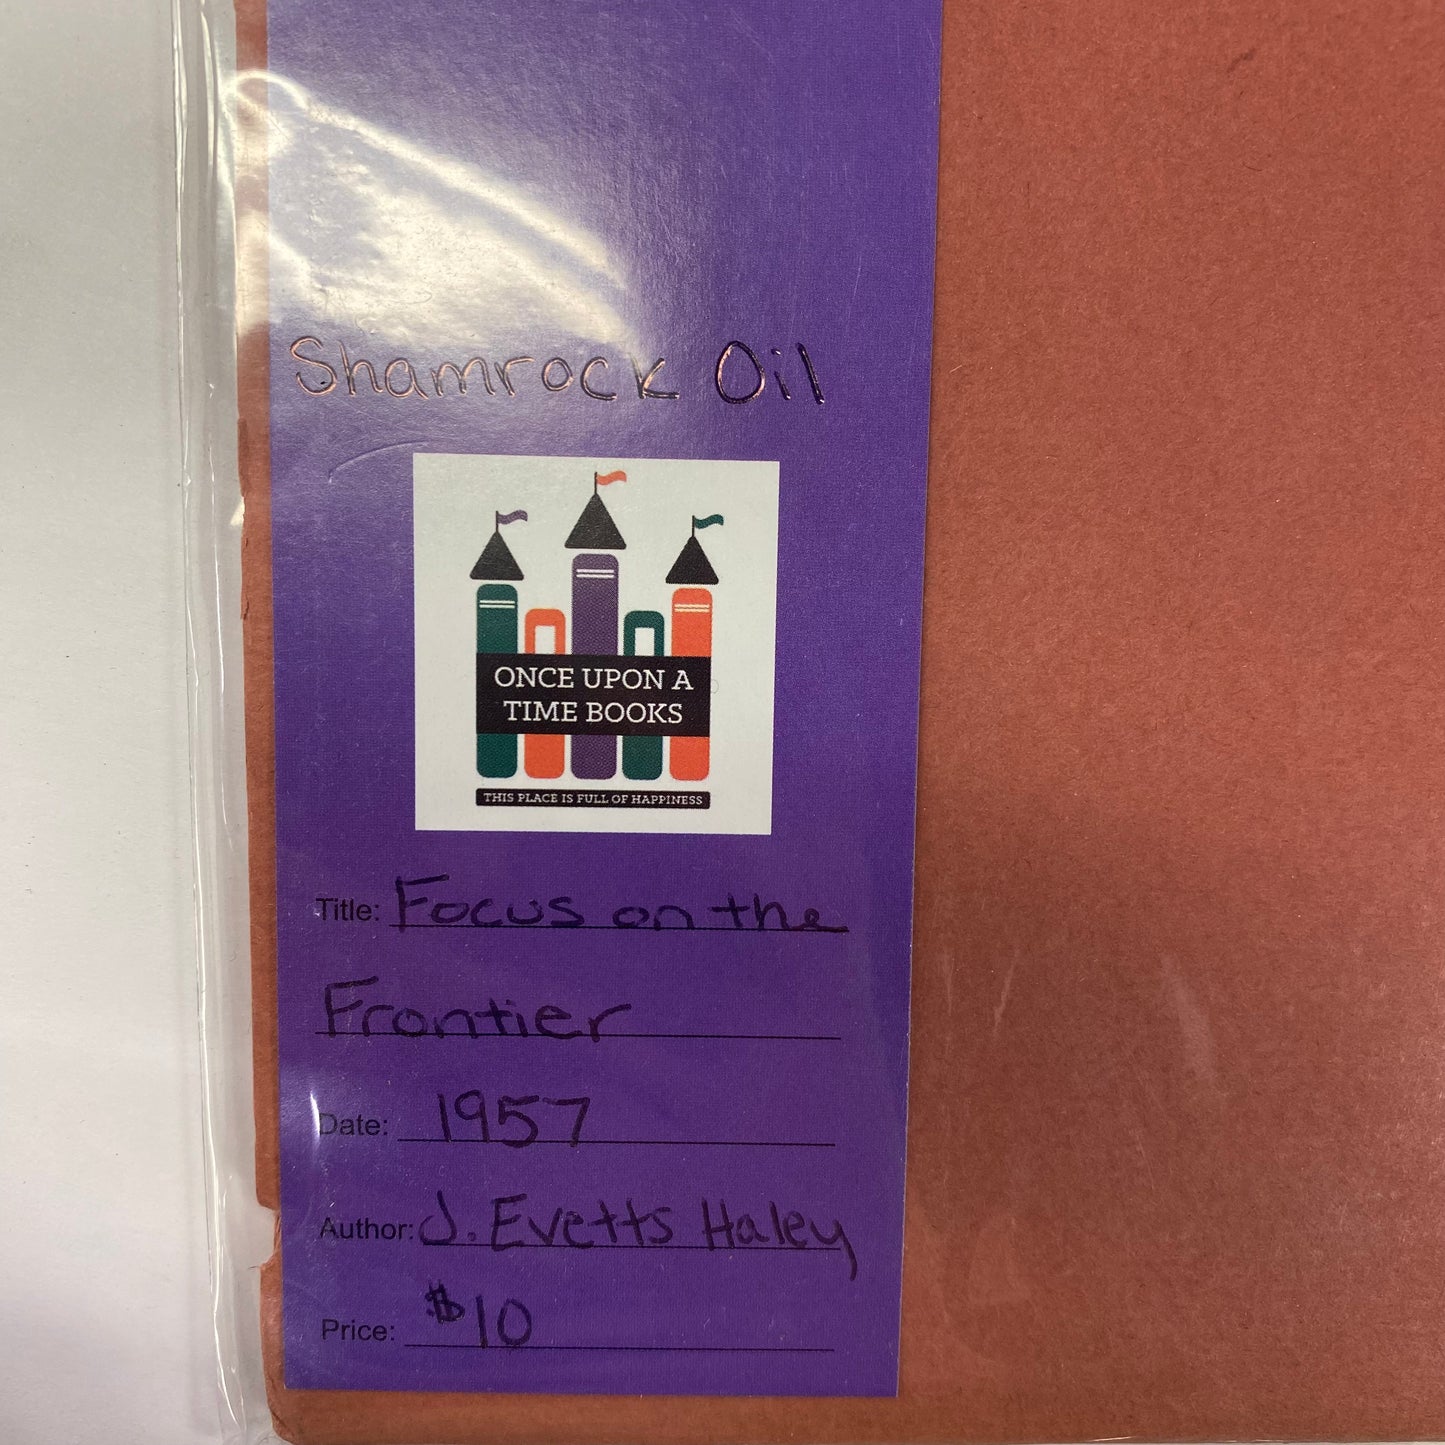 Shamrock Oil
ONCE UPON A
TIME BOOKS
THIS PLACE IS FULL OF HAPPINESS
Title: Focus on the
Frontier
Date: 1957
Author: J. Evetts Haley
Price: $10